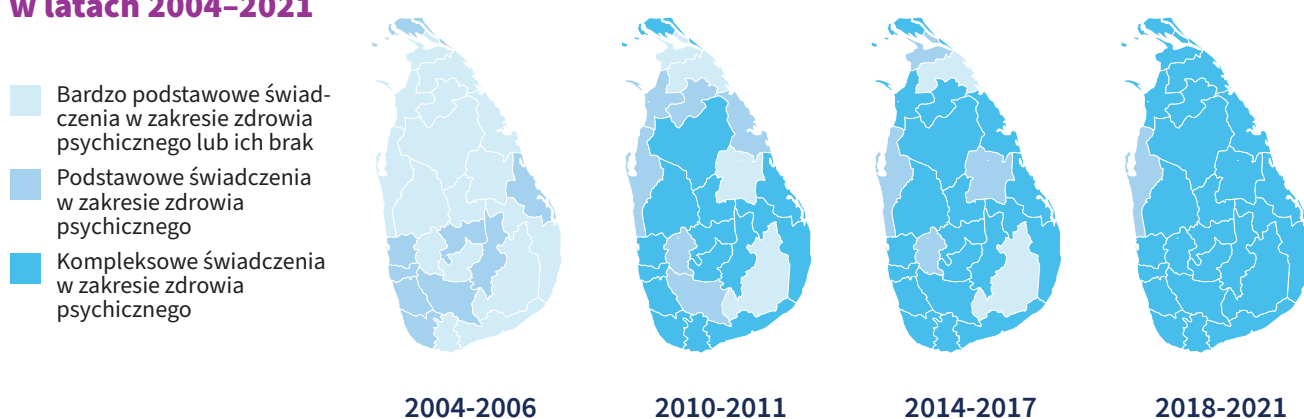 w latach 2004–2021
Bardzo podstawowe świad-
czenia w zakresie zdrowia
psychicznego lub ich brak
Podstawowe świadczenia
w zakresie zdrowia
psychicznego
Kompleksowe świadczenia
w zakresie zdrowia
psychicznego
2004-2006
2010-2011
2014-2017
2018-2021